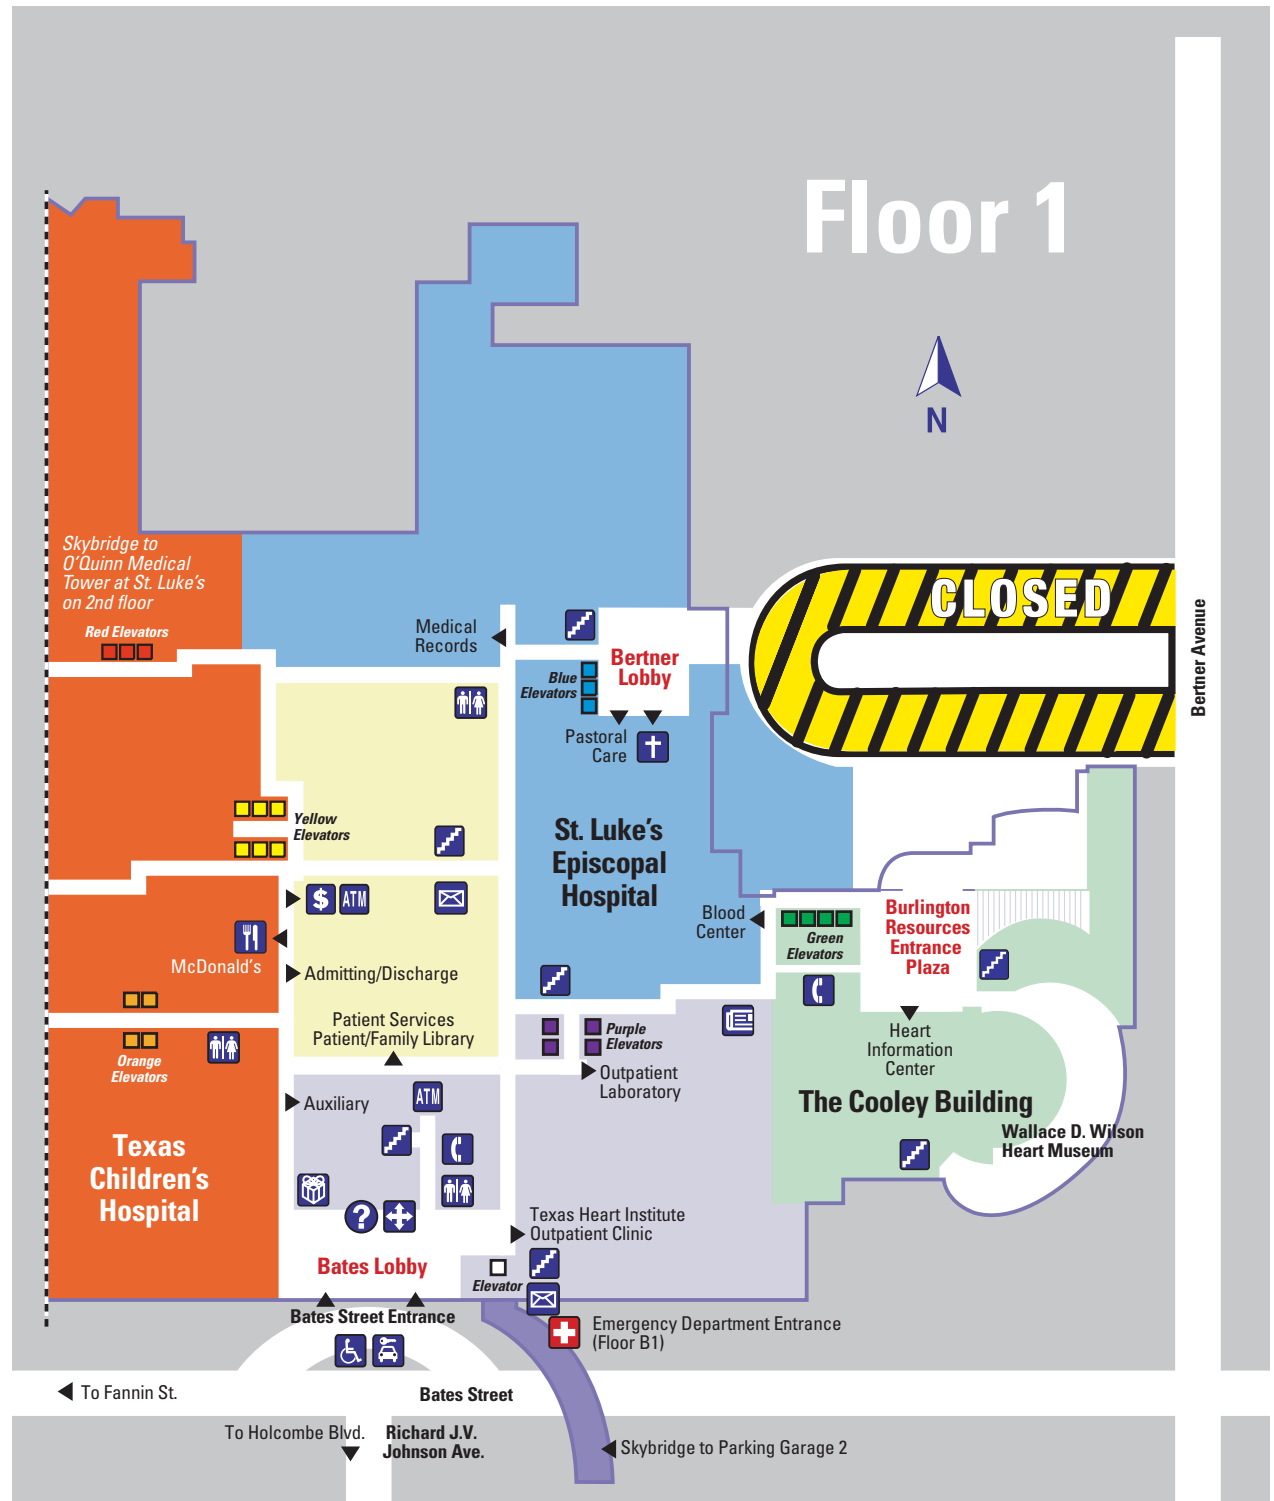 Floor 1
N
Skybridge to
O'Quinn Medical
Tower at St. Luke's
on 2nd floor
Red Elevators
CLOSED
Bertner Avenue
Medical
Records
Bertner
Lobby
Blue
Elevators
Pastoral
Care
Yellow
Elevators
St. Luke's
Episcopal
Hospital
$
ATM
McDonald's
Admitting/Discharge
Blood
Center
Green
Elevators
Burlington
Resources
Entrance
Plaza
Patient Services
Patient/Family Library
Purple
Elevators
Orange
Elevators
Heart
Information
Center
Outpatient
Laboratory
Auxiliary
ATM
The Cooley Building
Wallace D. Wilson
Heart Museum
Texas
Children's
Hospital
?
Texas Heart Institute
Outpatient Clinic
Bates Lobby
Elevator
Bates Street Entrance
Emergency Department Entrance
(Floor B1)
To Fannin St.
Bates Street
To Holcombe Blvd.
Richard J.V.
Johnson Ave.
Skybridge to Parking Garage 2